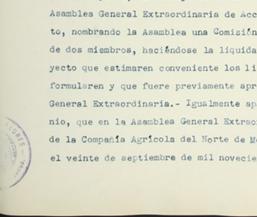 Asambles General Extraordinaria de Acc
to, nombrando la Asamblea una Comisión
de dos miembros, haciéndose la liquida
yecto que estimaren conveniente los li
formularen y que fuere previamente apr
General Extraordinaria.- Igualmente ap
nio, que en la Asamblea General Extrao
de la Compañía Agrícola del Norte de M
el veinte de septiembre de mil novecie
ORES